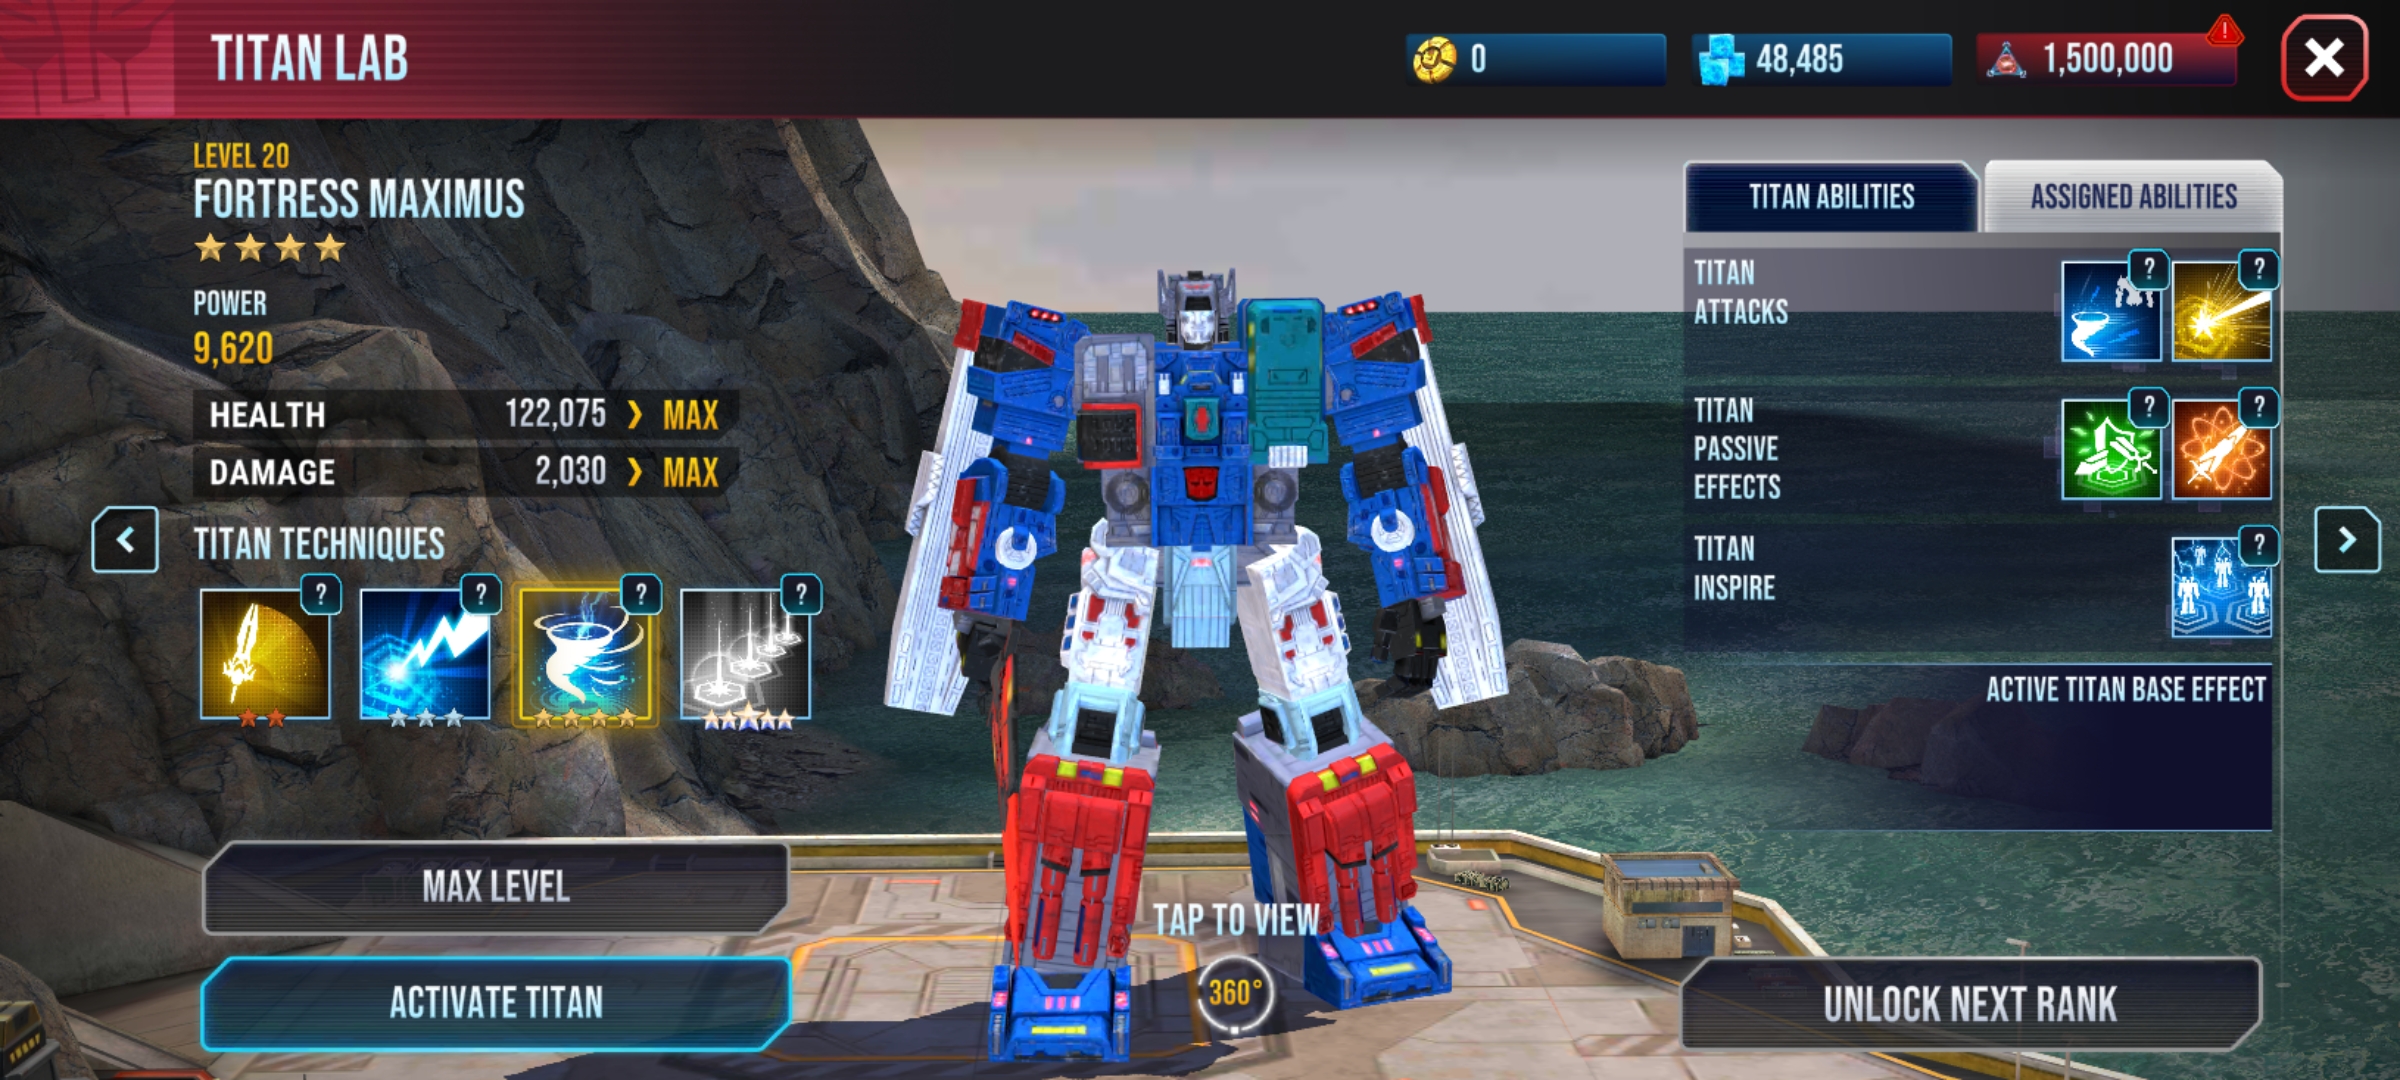 TITAN LAB
0
48,485
1,500,000
LEVEL 20
FORTRESS MAXIMUS
POWER
9,620
HEALTH 122,075 > MAX
DAMAGE 2,030 > MAX
TITAN TECHNIQUES
?
?
?
?
MAX LEVEL
ACTIVATE TITAN
TAP TO VIEW
360°
TITAN ABILITIES
ASSIGNED ABILITIES
TITAN
ATTACKS
?
?
TITAN
PASSIVE
EFFECTS
?
?
TITAN
INSPIRE
?
ACTIVE TITAN BASE EFFECT
UNLOCK NEXT RANK